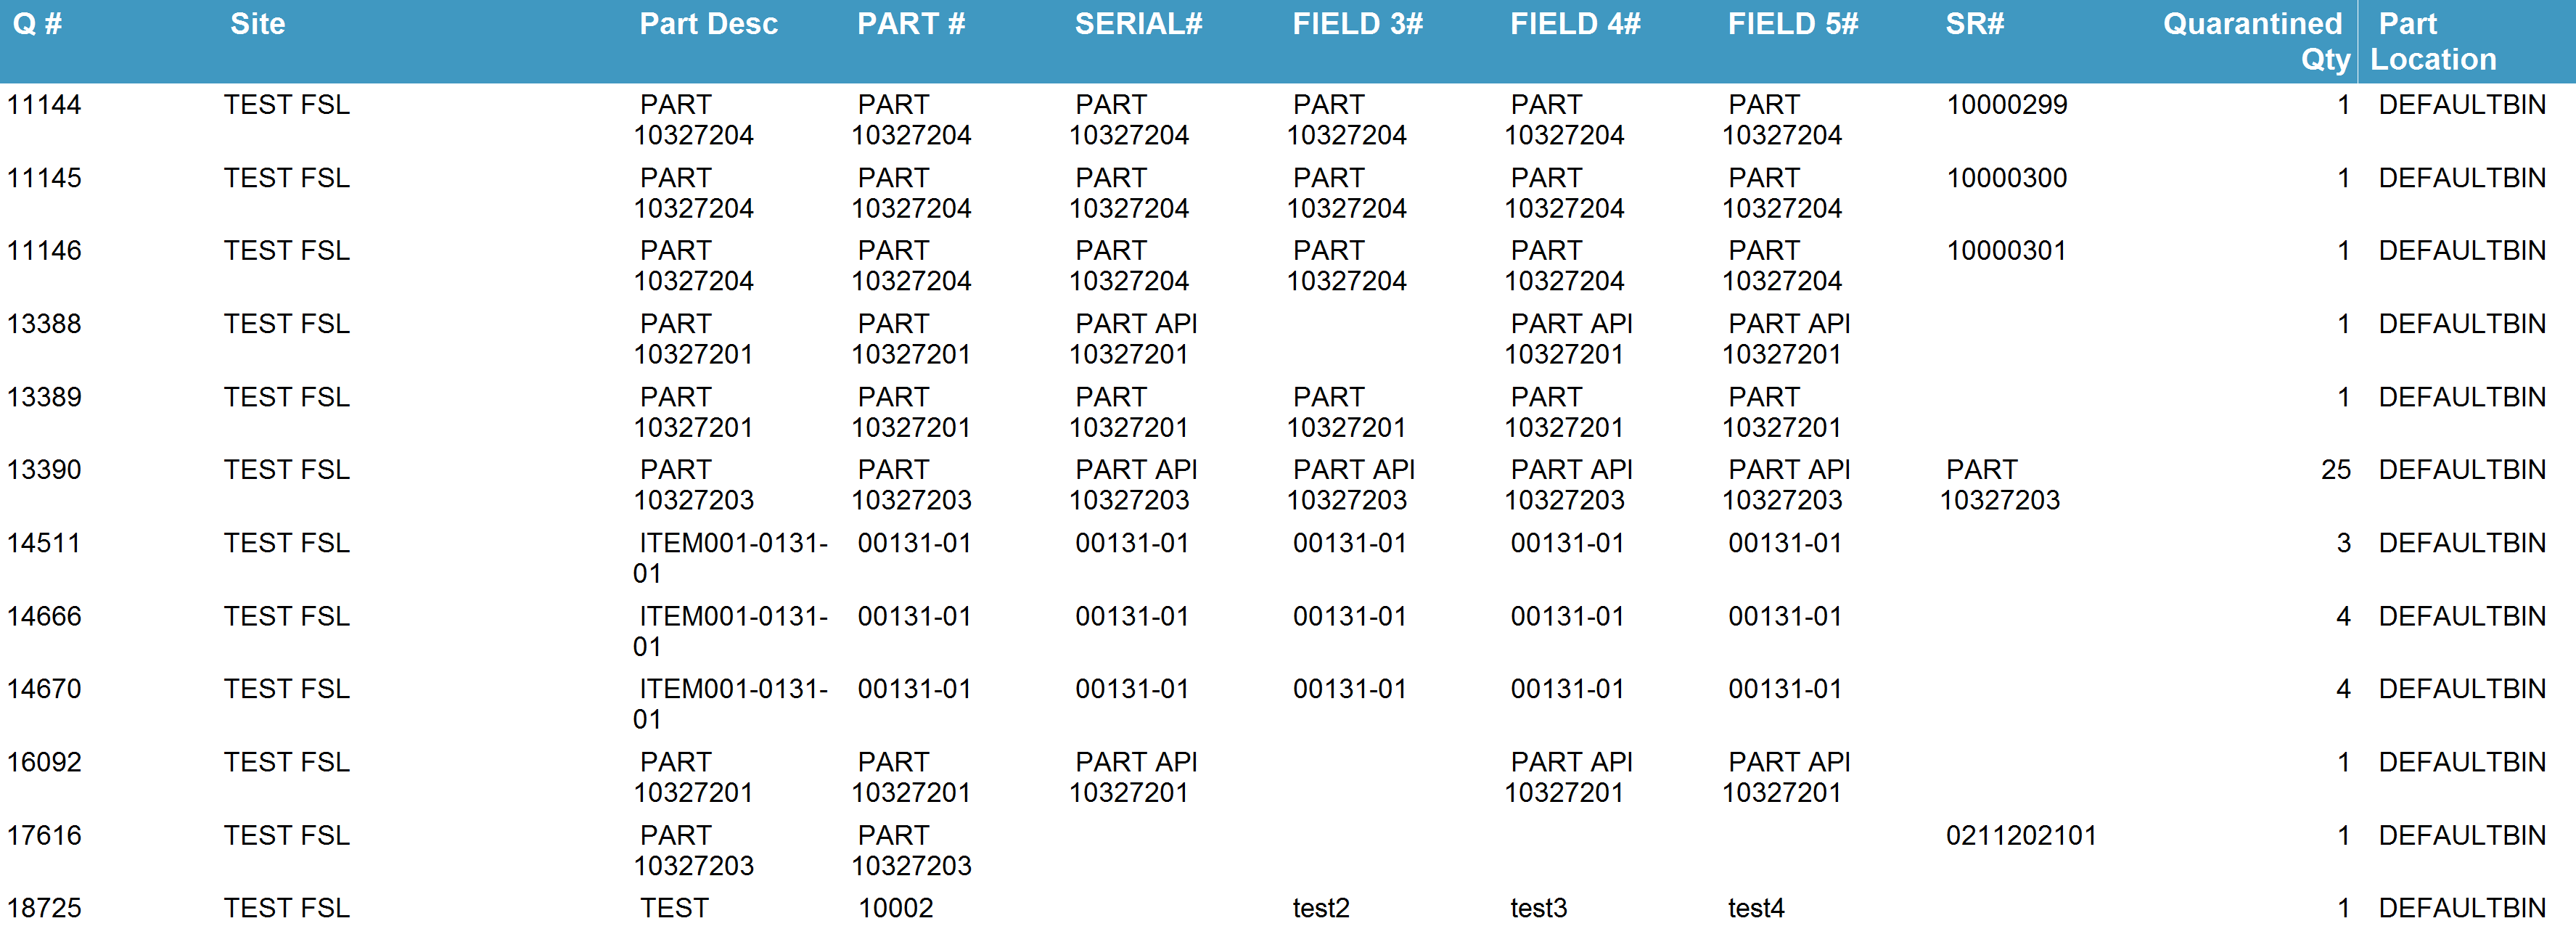 Q # Site Part Desc PART # SERIAL# FIELD 3# FIELD 4# FIELD 5# SR# Quarantined Part
Qty Location
11144 TEST FSL PART PART PART PART PART PART 10000299 1 DEFAULTBIN
10327204 10327204 10327204 10327204 10327204 10327204
11145 TEST FSL PART PART PART PART PART PART 10000300 1 DEFAULTBIN
10327204 10327204 10327204 10327204 10327204 10327204
11146 TEST FSL PART PART PART PART PART PART 10000301 1 DEFAULTBIN
10327204 10327204 10327204 10327204 10327204 10327204
13388 TEST FSL PART PART PART API PART API PART API 1 DEFAULTBIN
10327201 10327201 10327201 10327201 10327201
13389 TEST FSL PART PART PART PART PART PART 1 DEFAULTBIN
10327201 10327201 10327201 10327201 10327201 10327201
13390 TEST FSL PART PART PART API PART API PART API PART API PART 25 DEFAULTBIN
10327203 10327203 10327203 10327203 10327203 10327203 10327203
14511 TEST FSL ITEM001-0131- 00131-01 00131-01 00131-01 00131-01 00131-01 3 DEFAULTBIN
01
14666 TEST FSL ITEM001-0131- 00131-01 00131-01 00131-01 00131-01 00131-01 4 DEFAULTBIN
01
14670 TEST FSL ITEM001-0131- 00131-01 00131-01 00131-01 00131-01 00131-01 4 DEFAULTBIN
01
16092 TEST FSL PART PART PART API PART API PART API 1 DEFAULTBIN
10327201 10327201 10327201 10327201 10327201
17616 TEST FSL PART PART 0211202101 1 DEFAULTBIN
10327203 10327203
18725 TEST FSL TEST 10002 test2 test3 test4 1 DEFAULTBIN